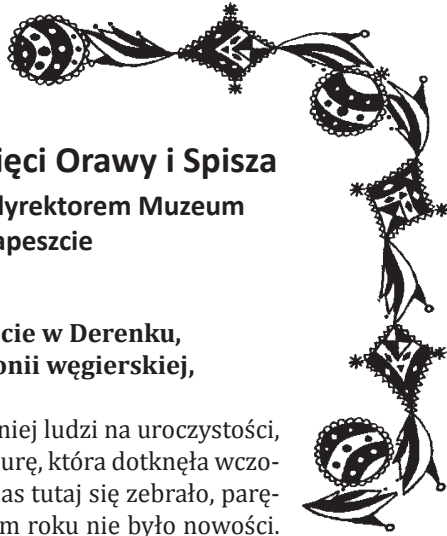 ięci Orawy i Spisza
dyrektorem Muzeum
apeszcie
cie w Derenku,
onii węgierskiej,
niej ludzi na uroczystości,
urę, która dotknęła wczo-
as tutaj się zebrało, parę-
m roku nie było nowości.